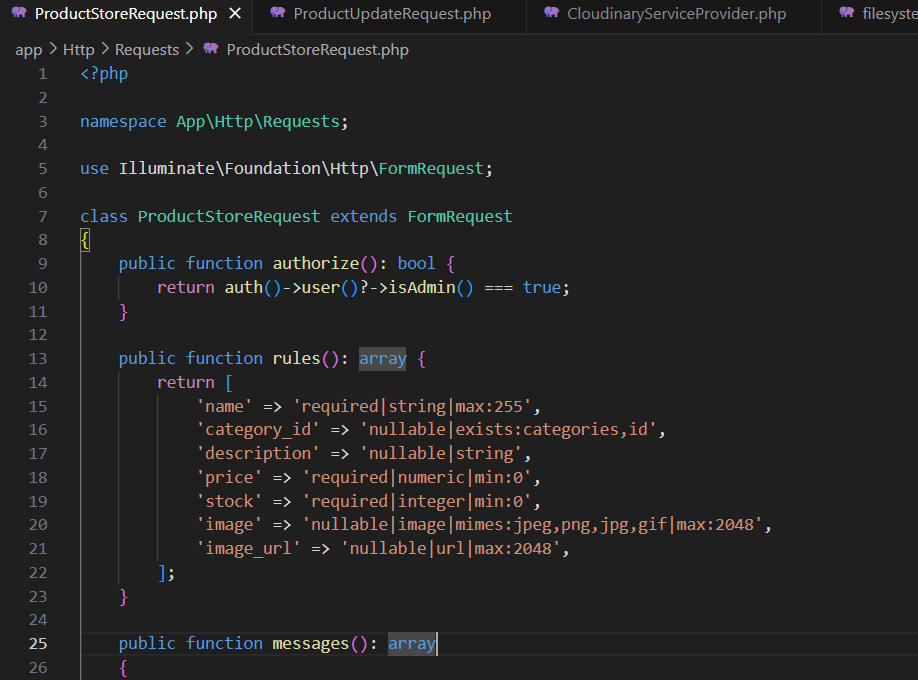 ProductStoreRequest.php × ProductUpdateRequest.php CloudinaryServiceProvider.php filesyste
app > Http > Requests > ProductStoreRequest.php
1 <?php
2
3 namespace App\Http\Requests;
4
5 use Illuminate\Foundation\Http\FormRequest;
6
7 class ProductStoreRequest extends FormRequest
8 {
9     public function authorize(): bool {
10         return auth()->user()?->isAdmin() === true;
11     }
12
13     public function rules(): array {
14         return [
15             'name' => 'required|string|max:255',
16             'category_id' => 'nullable|exists:categories,id',
17             'description' => 'nullable|string',
18             'price' => 'required|numeric|min:0',
19             'stock' => 'required|integer|min:0',
20             'image' => 'nullable|image|mimes:jpeg,png,jpg,gif|max:2048',
21             'image_url' => 'nullable|url|max:2048',
22         ];
23     }
24
25     public function messages(): array
26     {